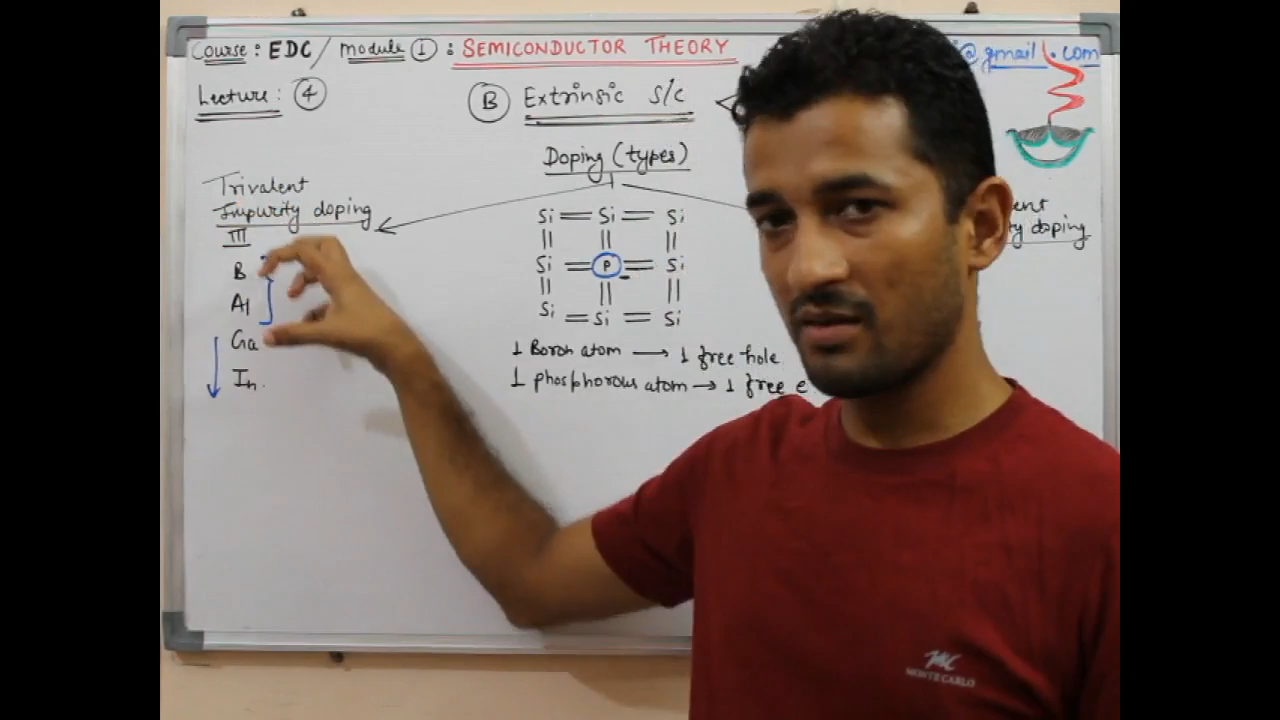 Course: EDC / Module ① : SEMICONDUCTOR THEORY
@gmail.com
Lecture: ④
Ⓑ Extrinsic S/C
Doping (types)
Trivalent
Impurity doping
III
B
Al
Ga
In
ent
ty doping
Si = Si = Si
Si = P = Si
Si = Si = Si
1 Boron atom → 1 free hole
1 phosphorous atom → 1 free e
MC
MONTE CARLO